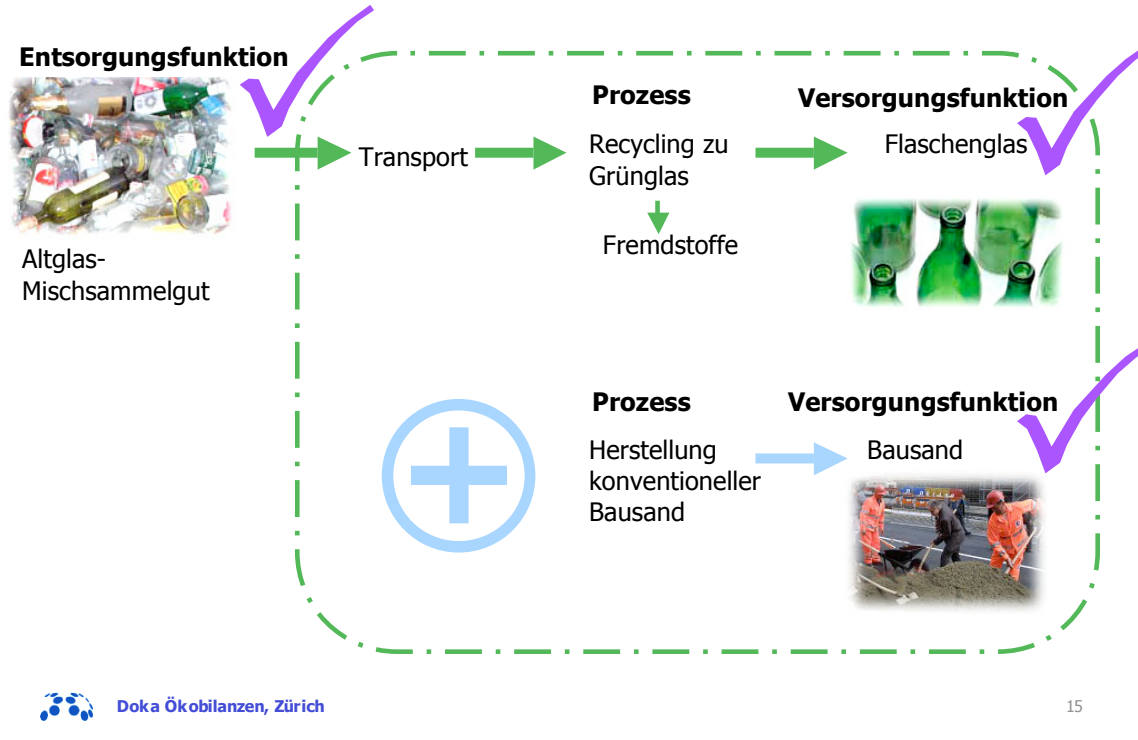 Entsorgungsfunktion
Altglas-
Mischsammelgut
Transport
Prozess
Recycling zu
Grünglas
Fremdstoffe
Versorgungsfunktion
Flaschenglas
Prozess
Herstellung
konventioneller
Bausand
Versorgungsfunktion
Bausand
Doka Ökobilanzen, Zürich
15